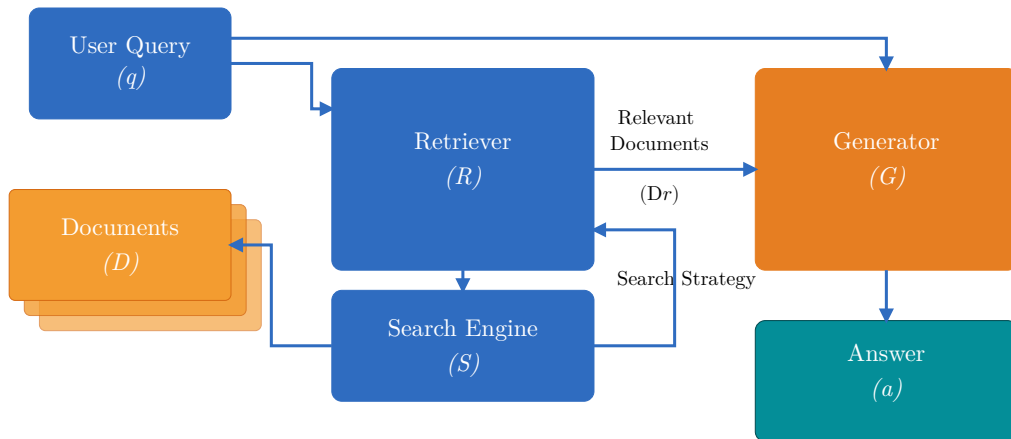 User Query
(q)
Retriever
(R)
Relevant
Documents
(Dr)
Generator
(G)
Documents
(D)
Search Strategy
Search Engine
(S)
Answer
(a)